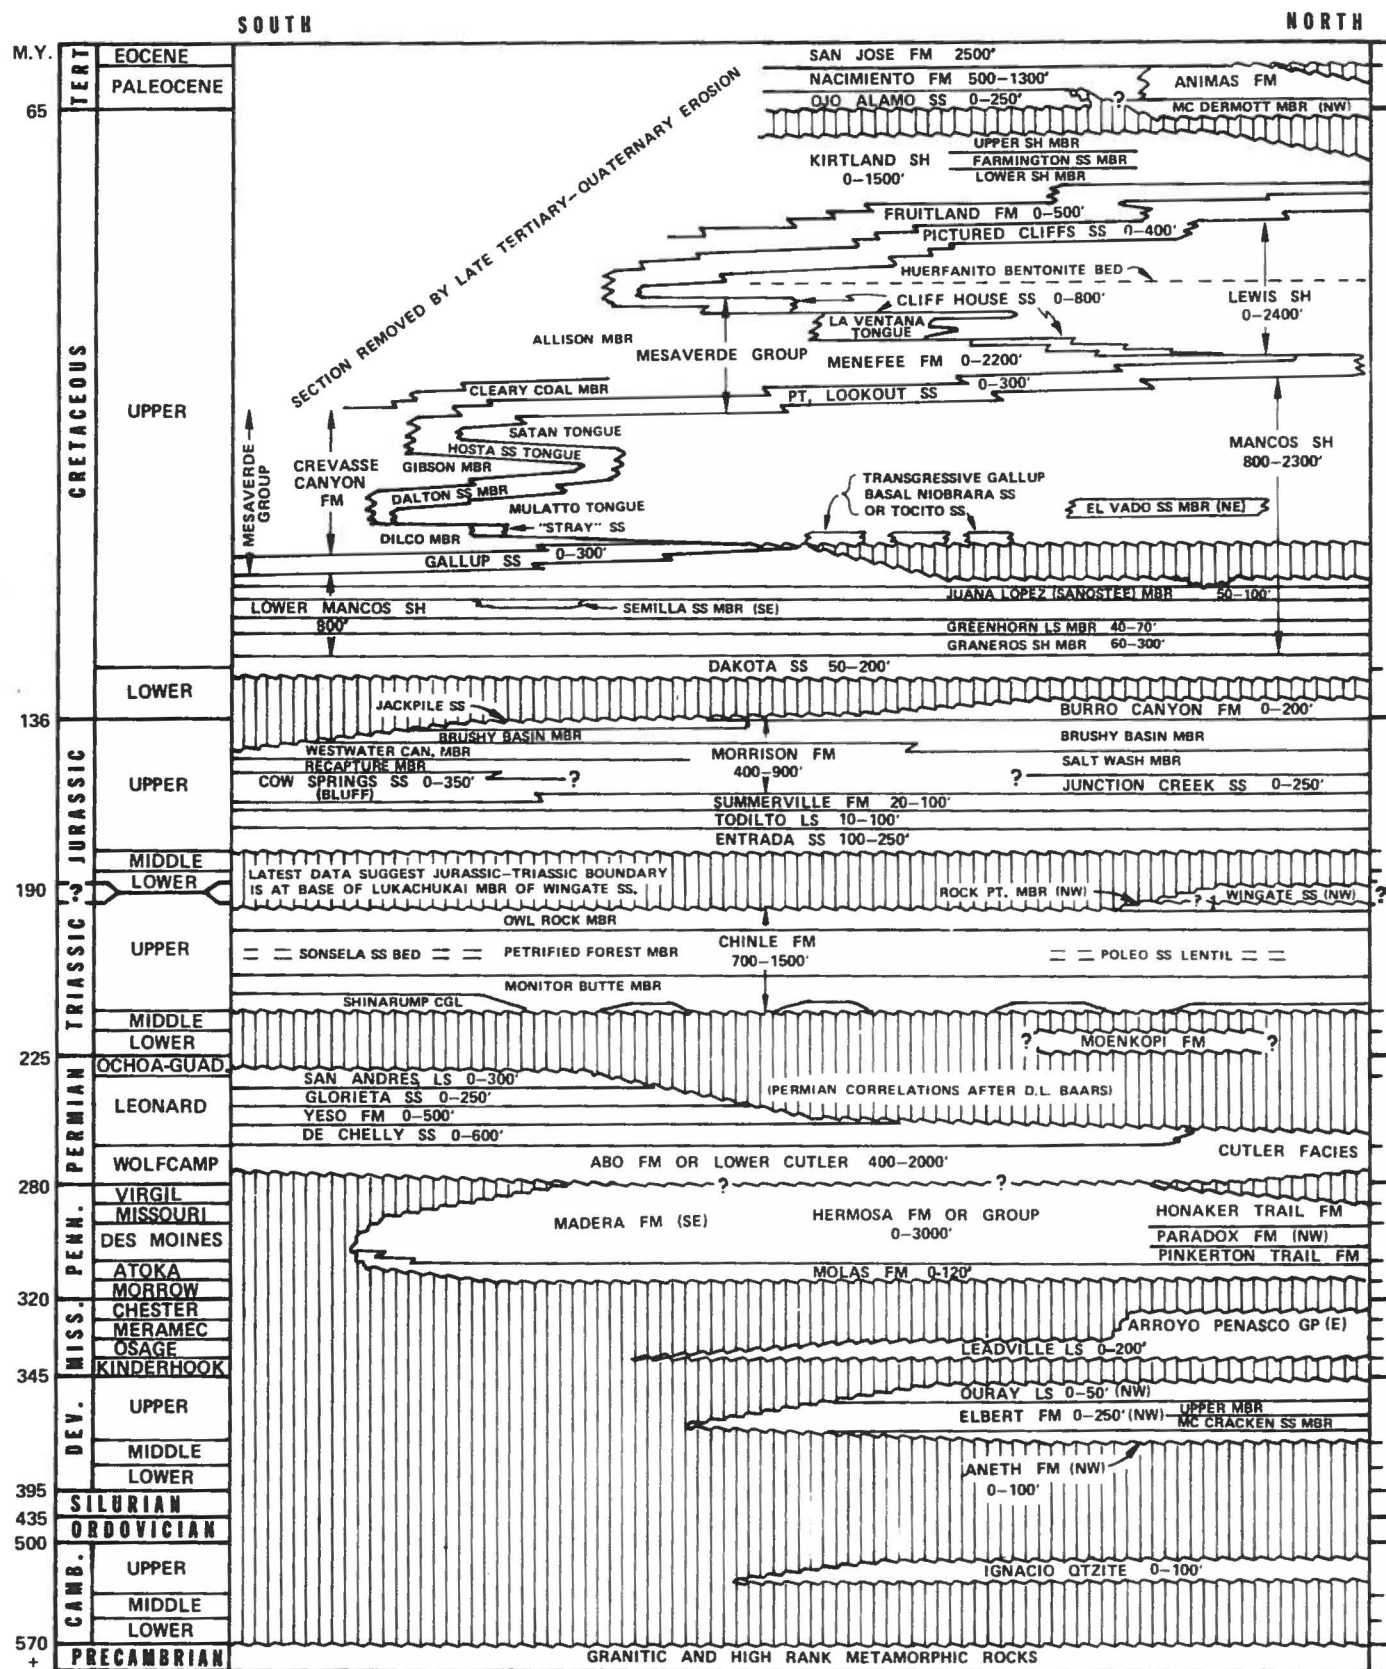 SOUTH
NORTH
M.Y.
TERT
EOCENE
SAN JOSE FM 2500'
PALEOCENE
NACIMIENTO FM 500-1300'
ANIMAS FM
OJO ALAMO SS 0-250'
?
MC DERMOTT MBR (NW)
65
SECTION REMOVED BY LATE TERTIARY-QUATERNARY EROSION
UPPER SH MBR
KIRTLAND SH
0-1500'
FARMINGTON SS MBR
LOWER SH MBR
FRUITLAND FM 0-500'
PICTURED CLIFFS SS 0-400'
HUERFANITO BENTONITE BED
CLIFF HOUSE SS 0-800'
LEWIS SH
0-2400'
LA VENTANA
TONGUE
ALLISON MBR
MESAVERDE GROUP
MENEFEE FM 0-2200'
CRETACEOUS
UPPER
CLEARY COAL MBR
0-300'
PT. LOOKOUT SS
SATAN TONGUE
HOSTA SS TONGUE
GIBSON MBR
MESAVERDE
GROUP
CREVASSE
CANYON
FM
MANCOS SH
800-2300'
DALTON SS MBR
MULATTO TONGUE
TRANSGRESSIVE GALLUP
BASAL NIOBRARA SS
OR TOCITO SS
EL VADO SS MBR (NE)
"STRAY" SS
DILCO MBR
GALLUP SS 0-300'
JUANA LOPEZ (SANOSTEE) MBR 50-100'
LOWER MANCOS SH
800'
SEMILLA SS MBR (SE)
GREENHORN LS MBR 40-70'
GRANEROS SH MBR 60-300'
DAKOTA SS 50-200'
LOWER
JACKPILE SS
BURRO CANYON FM 0-200'
136
JURASSIC
UPPER
BRUSHY BASIN MBR
BRUSHY BASIN MBR
WESTWATER CAN. MBR
MORRISON FM
400-900'
SALT WASH MBR
RECAPTURE MBR
COW SPRINGS SS 0-350'
(BLUFF)
?
?
JUNCTION CREEK SS 0-250'
SUMMERVILLE FM 20-100'
TODILTO LS 10-100'
ENTRADA SS 100-250'
MIDDLE
LOWER
LATEST DATA SUGGEST JURASSIC-TRIASSIC BOUNDARY
IS AT BASE OF LUKACHUKAI MBR OF WINGATE SS.
190
?
ROCK PT. MBR (NW)
?
WINGATE SS (NW)
?
TRIASSIC
UPPER
OWL ROCK MBR
SONSELA SS BED
PETRIFIED FOREST MBR
CHINLE FM
700-1500'
POLEO SS LENTIL
MONITOR BUTTE MBR
SHINARUMP CGL
MIDDLE
LOWER
?
MOENKOPI FM
?
225
PERMIAN
OCHOA-GUAD.
LEONARD
SAN ANDRES LS 0-300'
GLORIETA SS 0-250'
YESO FM 0-500'
DE CHELLY SS 0-600'
(PERMIAN CORRELATIONS AFTER D.L. BAARS)
WOLFCAMP
ABO FM OR LOWER CUTLER 400-2000'
CUTLER FACIES
280
?
?
PENN.
VIRGIL
MISSOURI
DES MOINES
ATOKA
MORROW
MADERA FM (SE)
HERMOSA FM OR GROUP
0-3000'
HONAKER TRAIL FM
PARADOX FM (NW)
PINKERTON TRAIL FM
MOLAS FM 0-120'
320
MISS.
CHESTER
MERAMEC
OSAGE
KINDERHOOK
ARROYO PENASCO GP (E)
LEADVILLE LS 0-200'
345
DEV.
UPPER
OURAY LS 0-50' (NW)
ELBERT FM 0-250' (NW)
UPPER MBR
MC CRACKEN SS MBR
MIDDLE
LOWER
ANETH FM (NW)
0-100'
395
SILURIAN
435
ORDOVICIAN
500
CAMB.
UPPER
IGNACIO QTZITE 0-100'
MIDDLE
LOWER
570
+
PRECAMBRIAN
GRANITIC AND HIGH RANK METAMORPHIC ROCKS